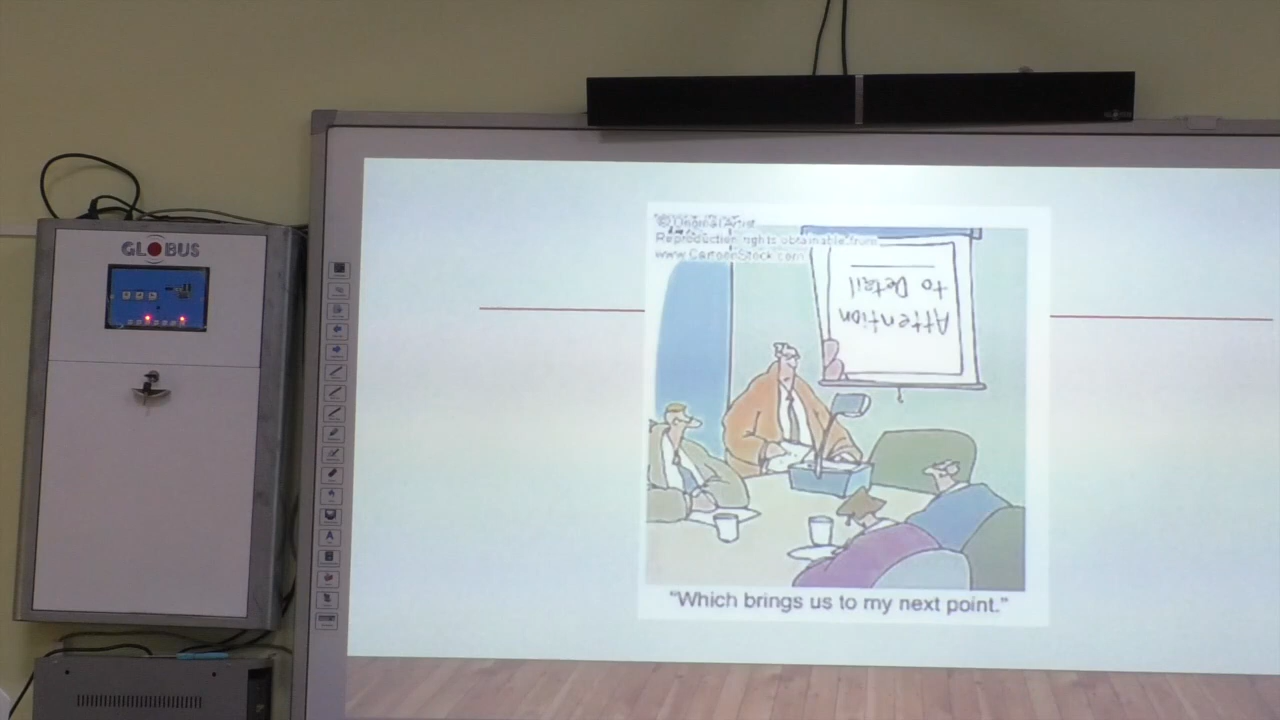 GLOBUS
© Original Artist
Reproduction rights obtainable from
www.CartoonStock.com
Attention
to Detail
"Which brings us to my next point."